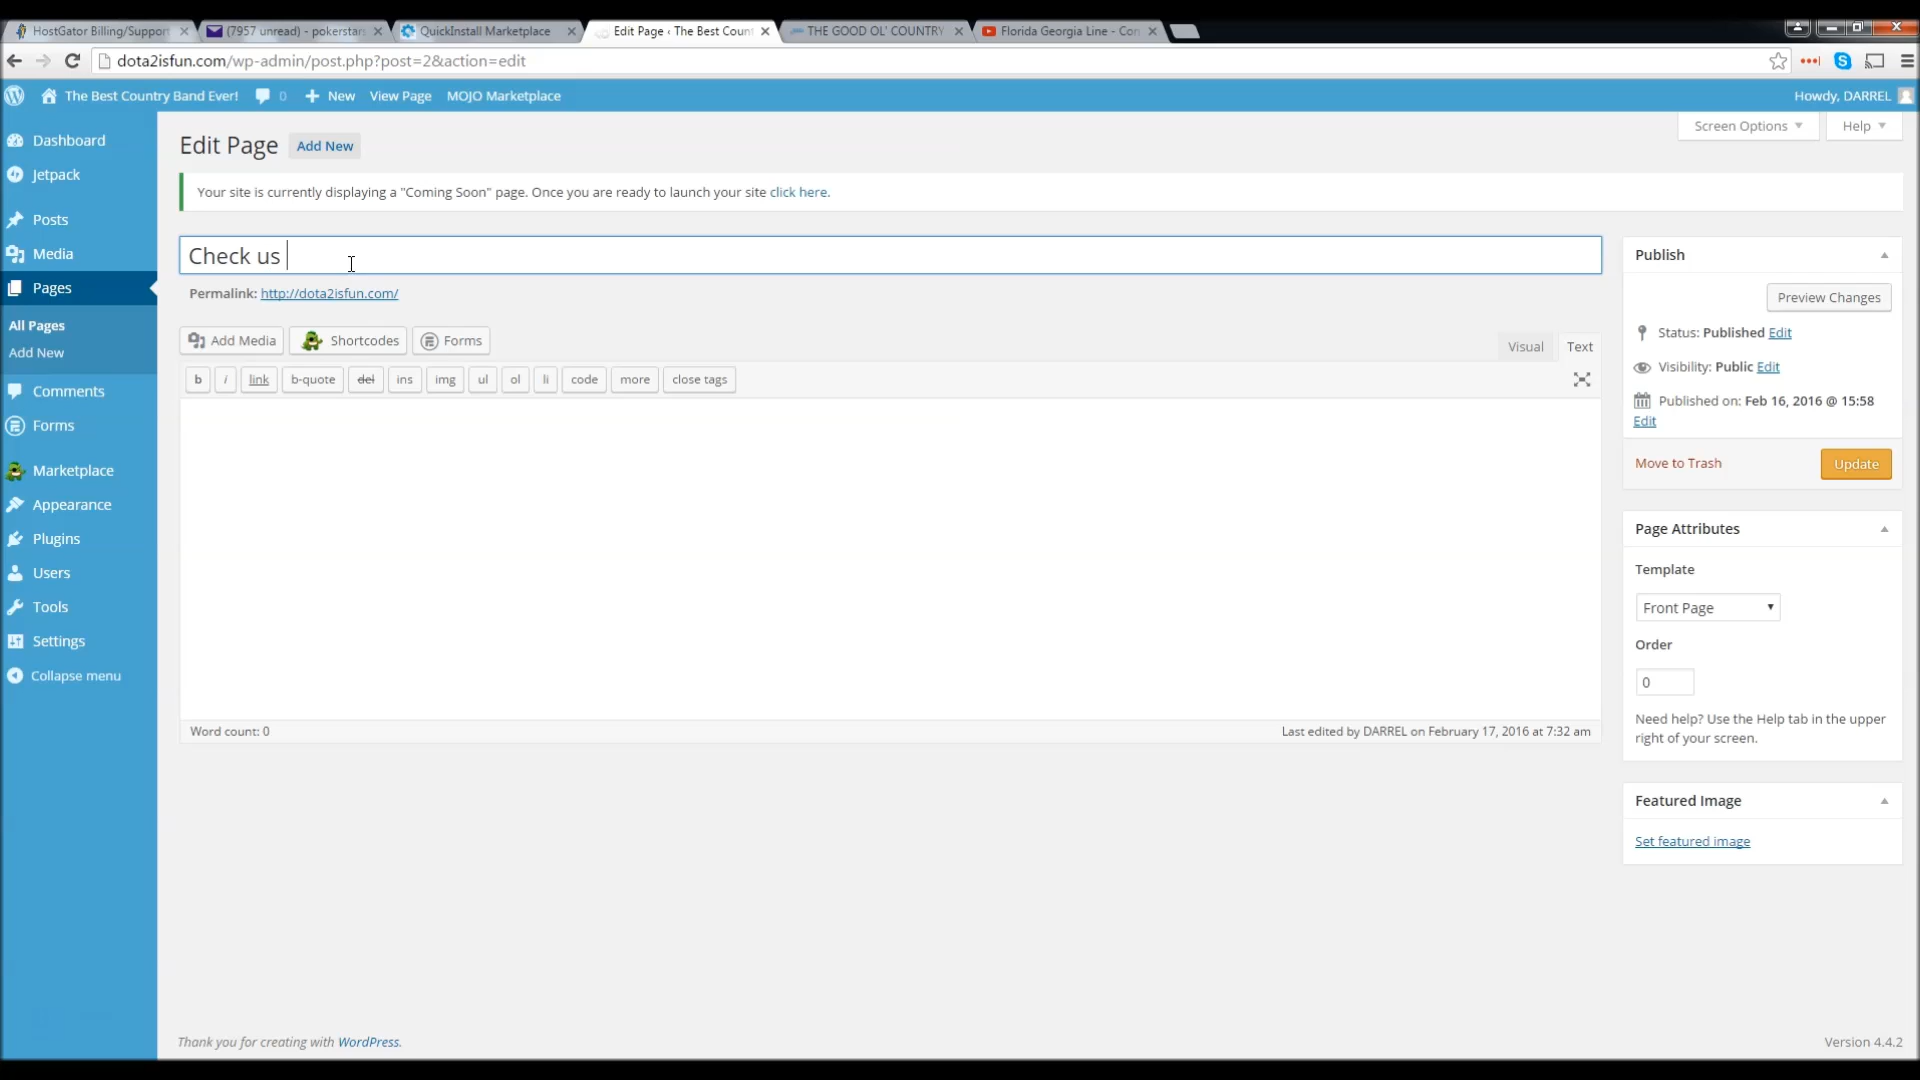 HostGator Billing/Suppor
(7957 unread) - pokerstar
QuickInstall Marketplace
Edit Page ‹ The Best Coun
THE GOOD OL' COUNTRY
Florida Georgia Line - Con
dota2isfun.com/wp-admin/post.php?post=2&action=edit
The Best Country Band Ever!
0
+ New
View Page
MOJO Marketplace
Howdy, DARREL
Dashboard
Jetpack
Posts
Media
Pages
All Pages
Add New
Comments
Forms
Marketplace
Appearance
Plugins
Users
Tools
Settings
Collapse menu
Screen Options
Help
Edit Page
Add New
Your site is currently displaying a "Coming Soon" page. Once you are ready to launch your site click here.
Check us
Permalink: http://dota2isfun.com/
Add Media
Shortcodes
Forms
Visual
Text
b
i
link
b-quote
del
ins
img
ul
ol
li
code
more
close tags
Word count: 0
Last edited by DARREL on February 17, 2016 at 7:32 am
Publish
Preview Changes
Status: Published Edit
Visibility: Public Edit
Published on: Feb 16, 2016 @ 15:58
Edit
Move to Trash
Update
Page Attributes
Template
Front Page
Order
0
Need help? Use the Help tab in the upper
right of your screen.
Featured Image
Set featured image
Thank you for creating with WordPress.
Version 4.4.2